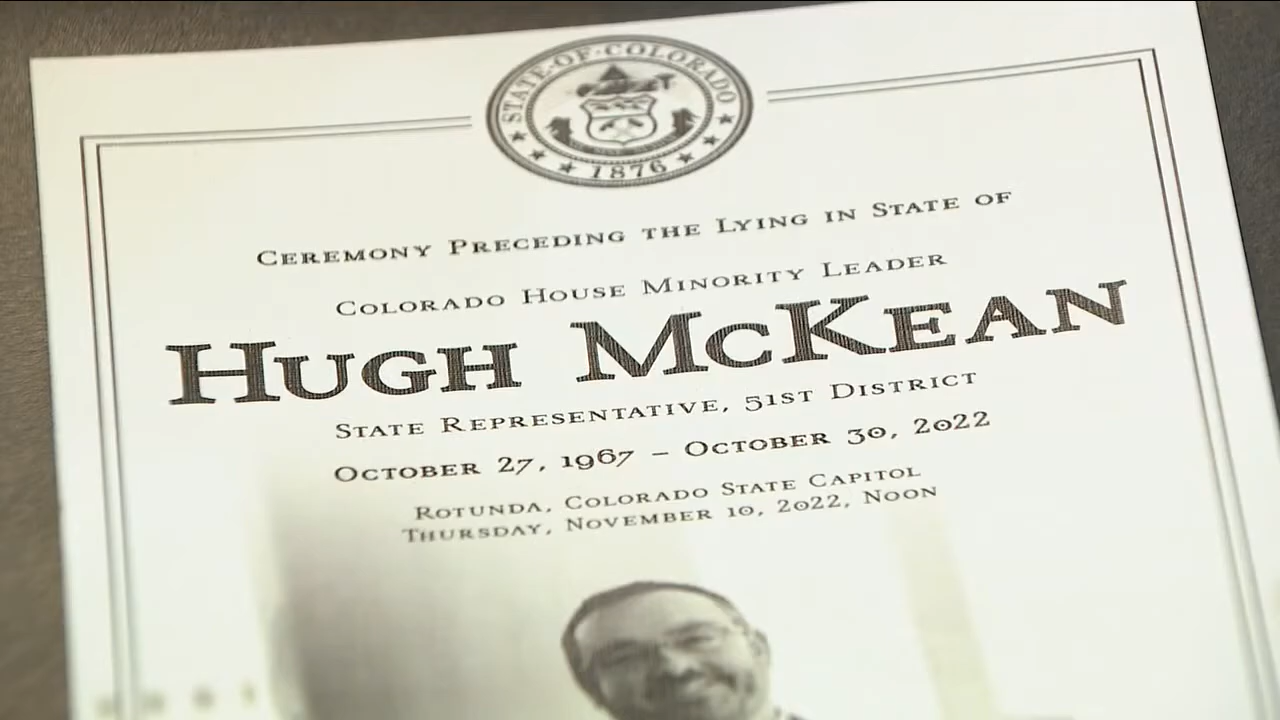 STATE·OF·COLORADO
1876
CEREMONY PRECEDING THE LYING IN STATE OF
COLORADO HOUSE MINORITY LEADER
HUGH MCKEAN
STATE REPRESENTATIVE, 51ST DISTRICT
OCTOBER 27, 1967 – OCTOBER 30, 2022
ROTUNDA, COLORADO STATE CAPITOL
THURSDAY, NOVEMBER 10, 2022, NOON